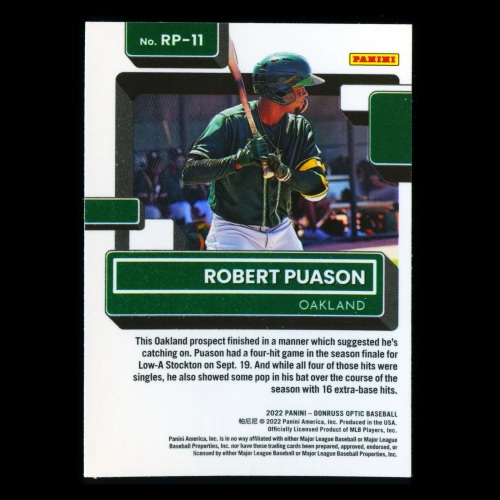 No. RP-11
PANINI
ROBERT PUASON
OAKLAND
This Oakland prospect finished in a manner which suggested he's
catching on. Puason had a four-hit game in the season finale for
Low-A Stockton on Sept. 19. And while all four of those hits were
singles, he also showed some pop in his bat over the course of the
season with 16 extra-base hits.
2022 PANINI – DONRUSS OPTIC BASEBALL
帕尼尼 © 2022 Panini America, Inc. Produced in the USA.
Officially Licensed Product of MLB Players, Inc.
Panini America, Inc. is in no way affiliated with either Major League Baseball or Major League
Baseball Properties, Inc. nor have these trading cards been prepared, approved, endorsed, or
licensed by either Major League Baseball or Major League Baseball Properties, Inc.